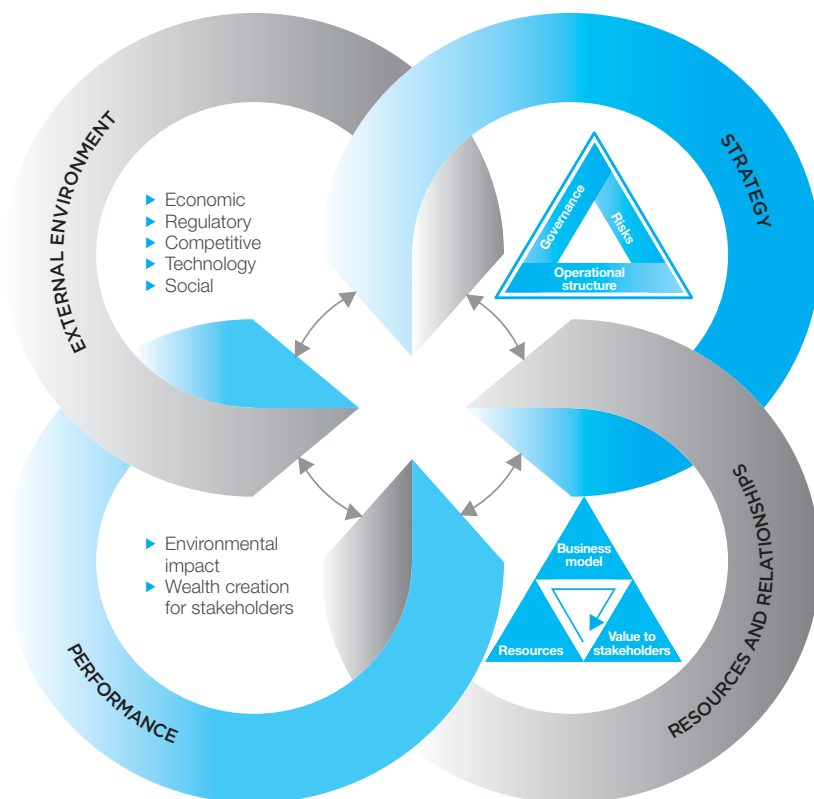 EXTERNAL ENVIRONMENT
Economic
Regulatory
Competitive
Technology
Social
STRATEGY
Governance
Risks
Operational
structure
PERFORMANCE
Environmental
impact
Wealth creation
for stakeholders
RESOURCES AND RELATIONSHIPS
Business
model
Resources
Value to
stakeholders